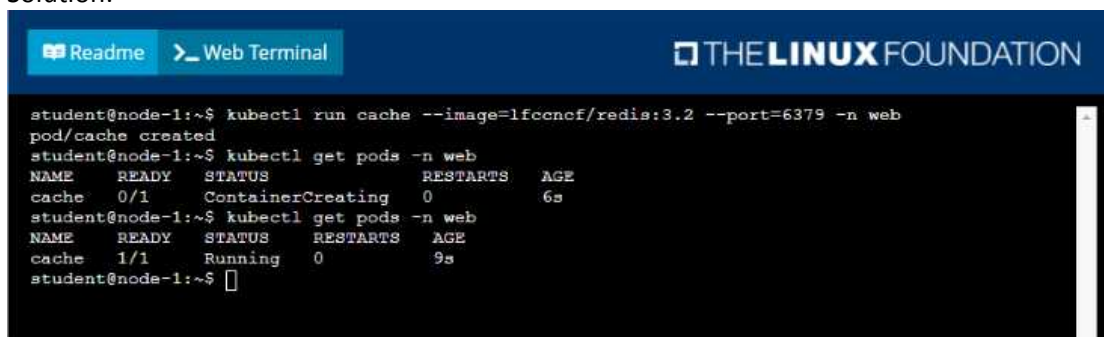 Solution:
Readme >_ Web Terminal THE LINUX FOUNDATION
student@node-1:~$ kubectl run cache --image=lfccncf/redis:3.2 --port=6379 -n web
pod/cache created
student@node-1:~$ kubectl get pods -n web
NAME READY STATUS RESTARTS AGE
cache 0/1 ContainerCreating 0 6s
student@node-1:~$ kubectl get pods -n web
NAME READY STATUS RESTARTS AGE
cache 1/1 Running 0 9s
student@node-1:~$